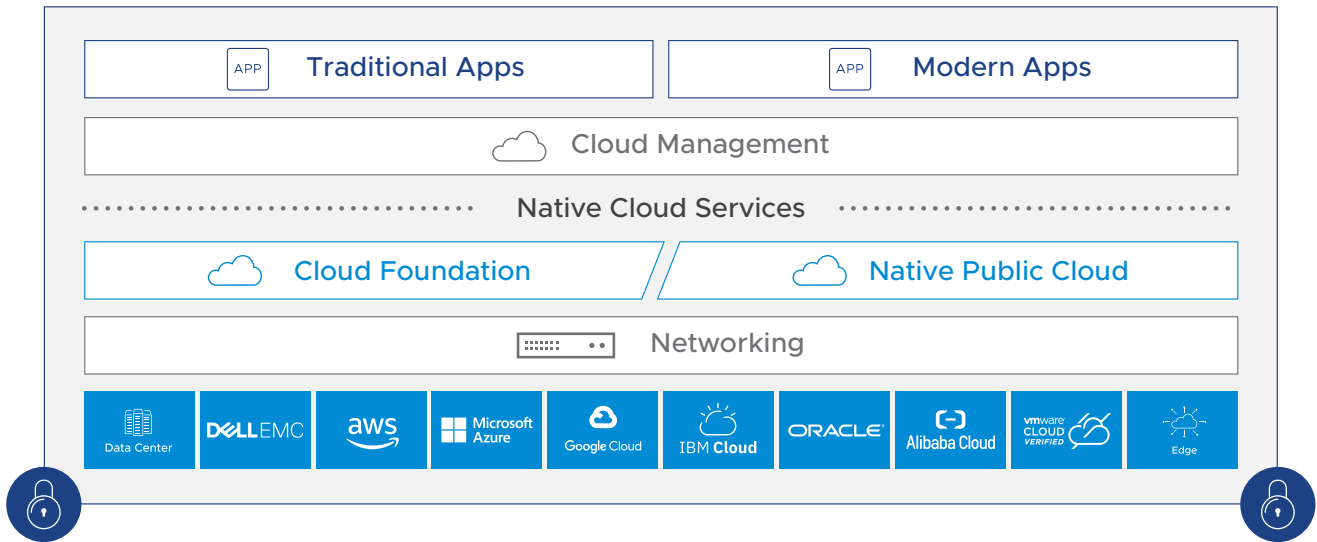 APP Traditional Apps
APP Modern Apps
Cloud Management
Native Cloud Services
Cloud Foundation
Native Public Cloud
Networking
Data Center
DELLEMC
aws
Microsoft
Azure
Google Cloud
IBM Cloud
ORACLE
Alibaba Cloud
vmware
CLOUD
VERIFIED
Edge